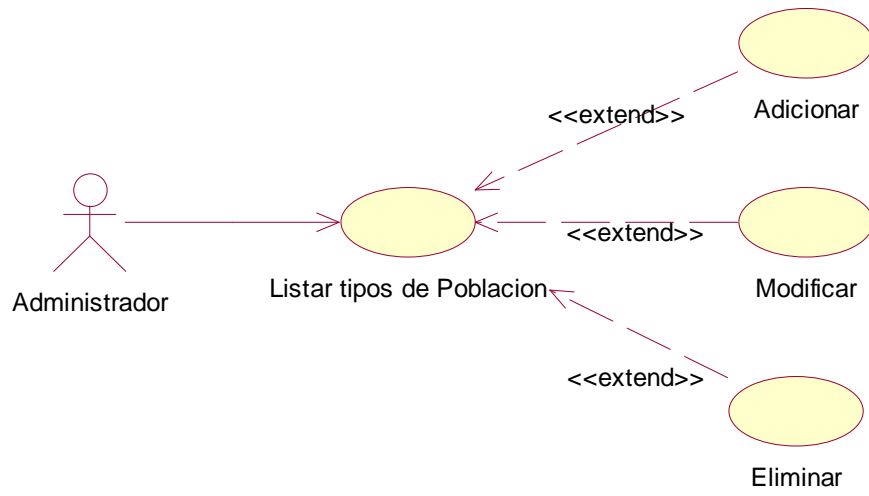 Adicionar
<<extend>>
<<extend>>
Administrador
Listar tipos de Poblacion
Modificar
<<extend>>
Eliminar